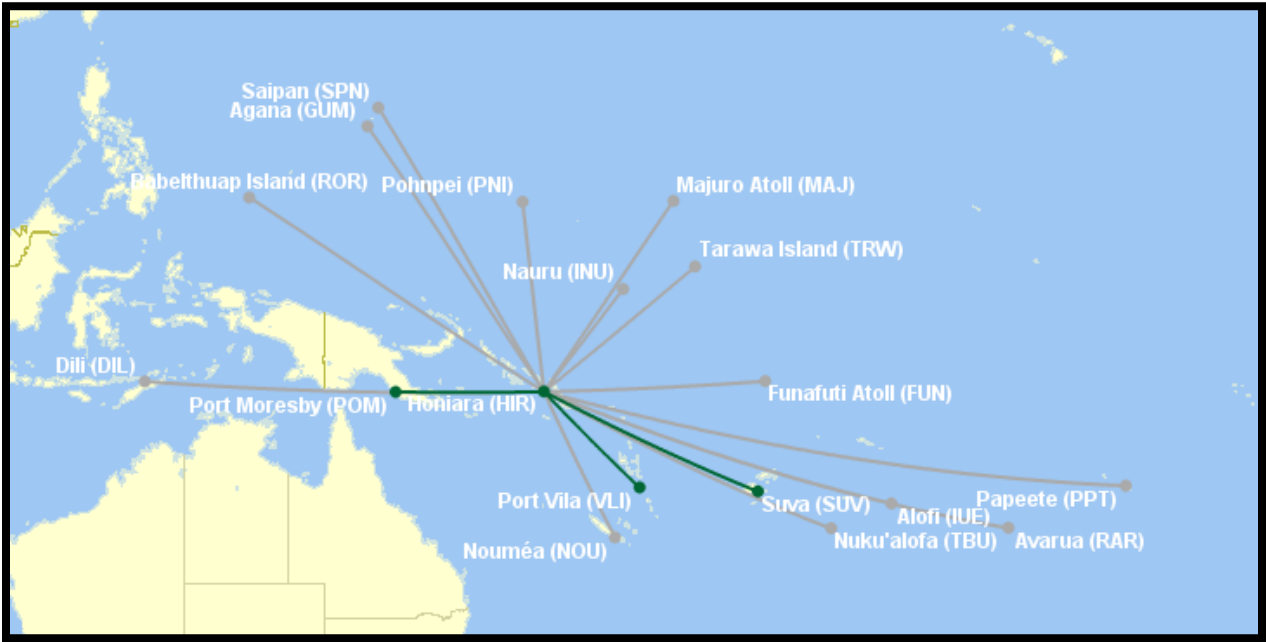 Saipan (SPN)
Agana (GUM)
Babelthuap Island (ROR)
Pohnpei (PNI)
Majuro Atoll (MAJ)
Tarawa Island (TRW)
Nauru (INU)
Dili (DIL)
Port Moresby (POM)
Honiara (HIR)
Funafuti Atoll (FUN)
Port Vila (VLI)
Suva (SUV)
Papeete (PPT)
Alofi (IUE)
Nuku'alofa (TBU)
Avarua (RAR)
Nouméa (NOU)